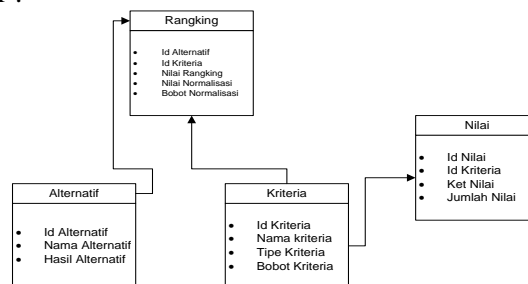 Rangking
• Id Alternatif
• Id Kriteria
• Nilai Rangking
• Nilai Normalisasi
• Bobot Normalisasi
Nilai
• Id Nilai
• Id Kriteria
• Ket Nilai
• Jumlah Nilai
Alternatif
• Id Alternatif
• Nama Alternatif
• Hasil Alternatif
Kriteria
• Id Kriteria
• Nama kriteria
• Tipe Kriteria
• Bobot Kriteria